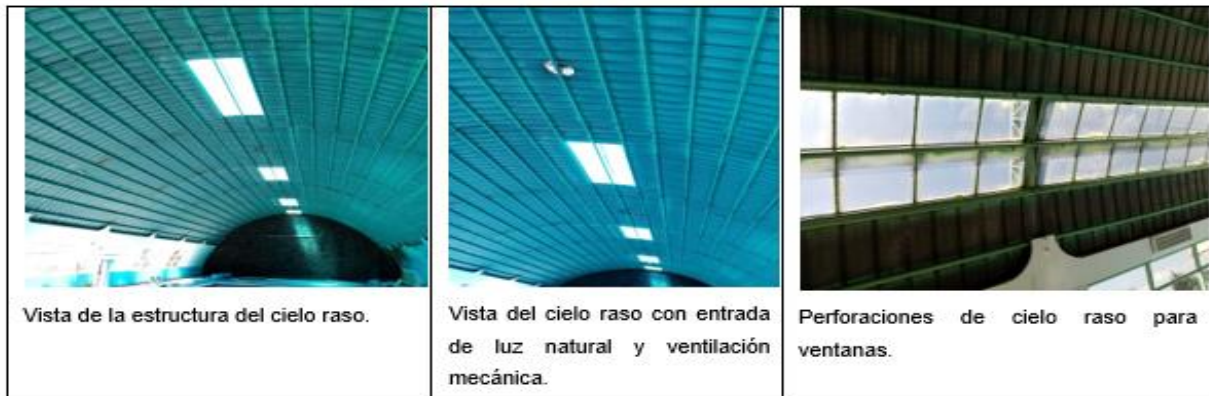 Vista de la estructura del cielo raso.
Vista del cielo raso con entrada
de luz natural y ventilación
mecánica.
Perforaciones de cielo raso para
ventanas.